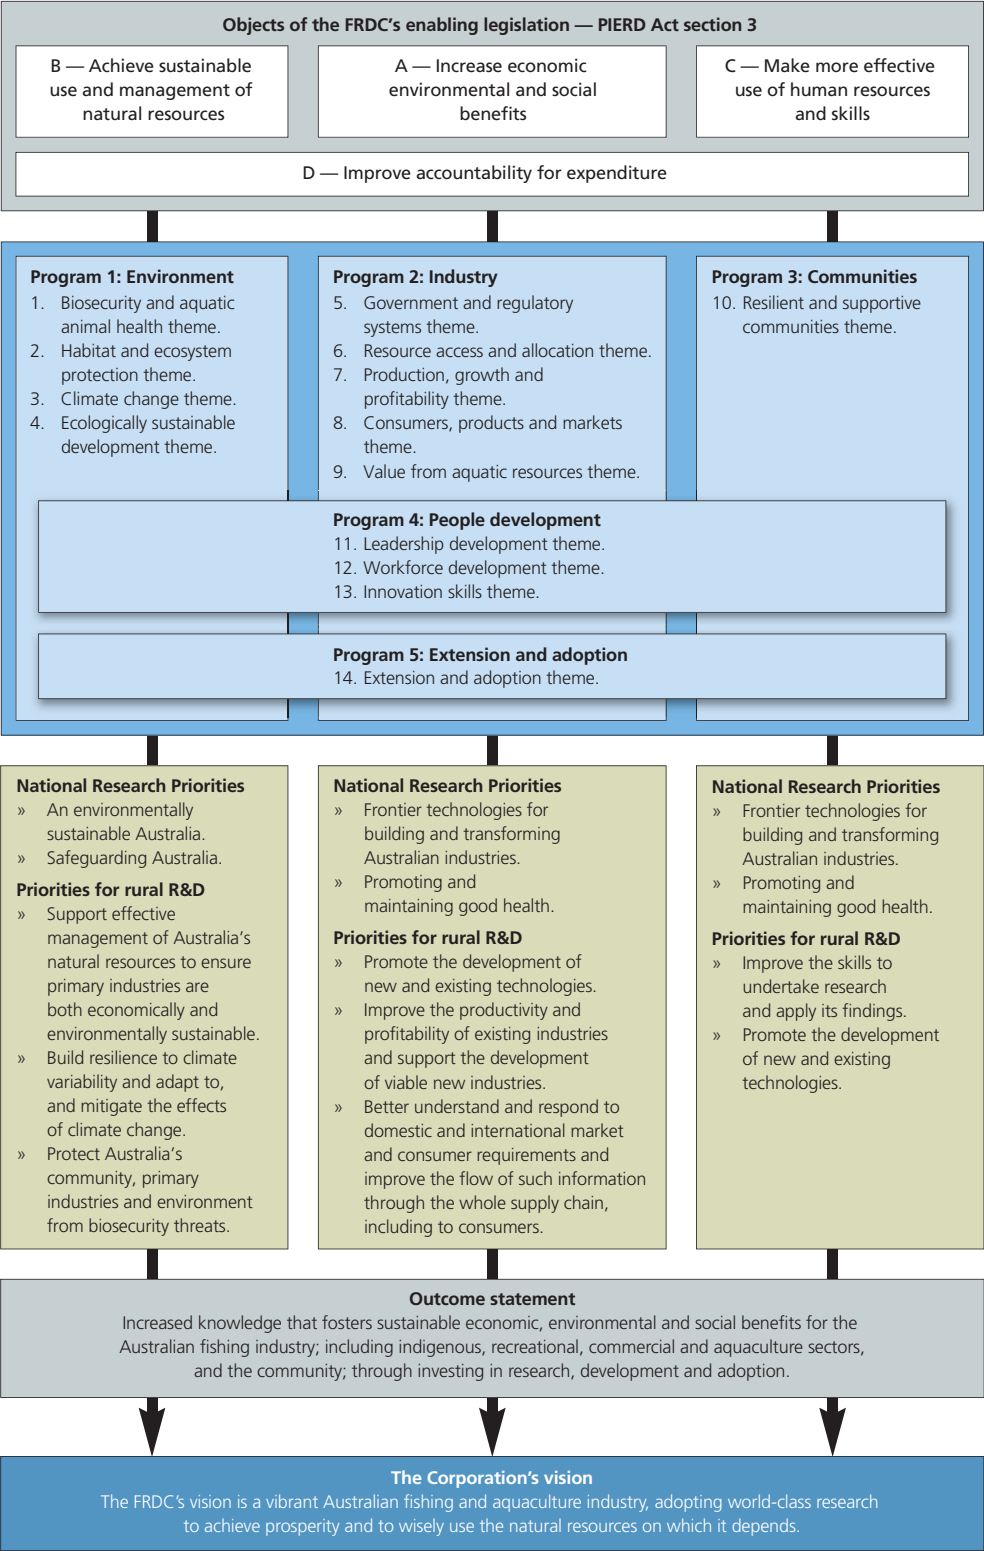 Objects of the FRDC's enabling legislation — PIERD Act section 3
B — Achieve sustainable
use and management of
natural resources
A — Increase economic
environmental and social
benefits
C — Make more effective
use of human resources
and skills
D — Improve accountability for expenditure
Program 1: Environment
1. Biosecurity and aquatic
animal health theme.
2. Habitat and ecosystem
protection theme.
3. Climate change theme.
4. Ecologically sustainable
development theme.
Program 2: Industry
5. Government and regulatory
systems theme.
6. Resource access and allocation theme.
7. Production, growth and
profitability theme.
8. Consumers, products and markets
theme.
9. Value from aquatic resources theme.
Program 3: Communities
10. Resilient and supportive
communities theme.
Program 4: People development
11. Leadership development theme.
12. Workforce development theme.
13. Innovation skills theme.
Program 5: Extension and adoption
14. Extension and adoption theme.
National Research Priorities
» An environmentally
sustainable Australia.
» Safeguarding Australia.
Priorities for rural R&D
» Support effective
management of Australia's
natural resources to ensure
primary industries are
both economically and
environmentally sustainable.
» Build resilience to climate
variability and adapt to,
and mitigate the effects
of climate change.
» Protect Australia's
community, primary
industries and environment
from biosecurity threats.
National Research Priorities
» Frontier technologies for
building and transforming
Australian industries.
» Promoting and
maintaining good health.
Priorities for rural R&D
» Promote the development of
new and existing technologies.
» Improve the productivity and
profitability of existing industries
and support the development
of viable new industries.
» Better understand and respond to
domestic and international market
and consumer requirements and
improve the flow of such information
through the whole supply chain,
including to consumers.
National Research Priorities
» Frontier technologies for
building and transforming
Australian industries.
» Promoting and
maintaining good health.
Priorities for rural R&D
» Improve the skills to
undertake research
and apply its findings.
» Promote the development
of new and existing
technologies.
Outcome statement
Increased knowledge that fosters sustainable economic, environmental and social benefits for the
Australian fishing industry; including indigenous, recreational, commercial and aquaculture sectors,
and the community; through investing in research, development and adoption.
The Corporation's vision
The FRDC's vision is a vibrant Australian fishing and aquaculture industry, adopting world-class research
to achieve prosperity and to wisely use the natural resources on which it depends.